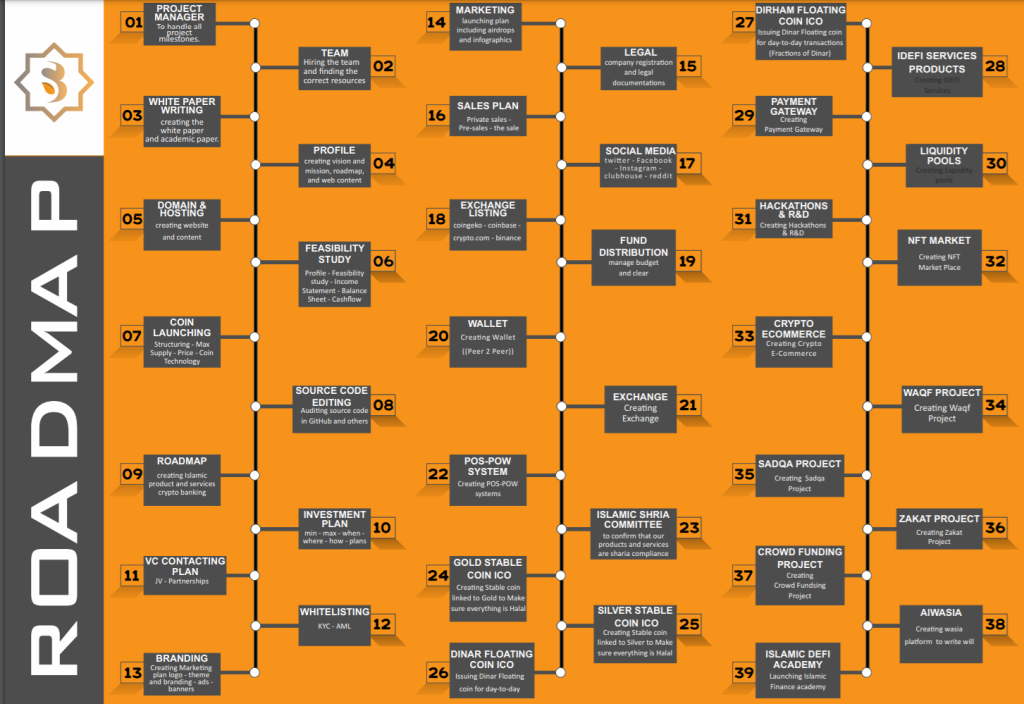 ROADMAP
01
PROJECT
MANAGER
To handle all
project
milestones.
TEAM
Hiring the team
and finding the
correct resources
02
03
WHITE PAPER
WRITING
creating the
white paper
and academic paper.
PROFILE
creating vision and
mission, roadmap,
and web content
04
05
DOMAIN &
HOSTING
creating website
and content
FEASIBILITY
STUDY
Profile - Feasibility
study - Income
Statement - Balance
Sheet - Cashflow
06
07
COIN
LAUNCHING
Structuring - Max
Supply - Price - Coin
Technology
SOURCE CODE
EDITING
Auditing source code
in GitHub and others
08
09
ROADMAP
creating Islamic
product and services
crypto banking
INVESTMENT
PLAN
min - max - when -
where - how - plans
10
11
VC CONTACTING
PLAN
JV - Partnerships
WHITELISTING
KYC - AML
12
13
BRANDING
Creating Marketing
plan logo - theme
and branding - ads -
banners
14
MARKETING
launching plan
including airdrops
and infographics
LEGAL
company registration
and legal
documentations
15
16
SALES PLAN
Private sales -
Pre-sales - the sale
SOCIAL MEDIA
twitter - Facebook
- Instagram -
clubhouse - reddit
17
18
EXCHANGE
LISTING
coingeko - coinbase -
crypto.com - binance
FUND
DISTRIBUTION
manage budget
and clear
19
20
WALLET
Creating Wallet
((Peer 2 Peer))
EXCHANGE
Creating
Exchange
21
22
POS-POW
SYSTEM
Creating POS-POW
systems
ISLAMIC SHRIA
COMMITTEE
to confirm that our
products and services
are sharia compliance
23
24
GOLD STABLE
COIN ICO
Creating Stable coin
linked to Gold to Make
sure everything is Halal
SILVER STABLE
COIN ICO
Creating Stable coin
linked to Silver to Make
sure everything is Halal
25
26
DINAR FLOATING
COIN ICO
Issuing Dinar Floating
coin for day-to-day
27
DIRHAM FLOATING
COIN ICO
Issuing Dinar Floating coin
for day-to-day transactions
(Fractions of Dinar)
IDEFI SERVICES
PRODUCTS
Creating IDEFI
Services
28
29
PAYMENT
GATEWAY
Creating
Payment Gateway
LIQUIDITY
POOLS
Creating Liquidity
pools
30
31
HACKATHONS
& R&D
Creating Hackathons
& R&D
NFT MARKET
Creating NFT
Market Place
32
33
CRYPTO
ECOMMERCE
Creating Crypto
E-Commerce
WAQF PROJECT
Creating Waqf
Project
34
35
SADQA PROJECT
Creating Sadqa
Project
ZAKAT PROJECT
Creating Zakat
Project
36
37
CROWD FUNDING
PROJECT
Creating
Crowd Fundsing
Project
AIWASIA
Creating wasia
platform to write will
38
39
ISLAMIC DEFI
ACADEMY
Launching Islamic
Finance academy